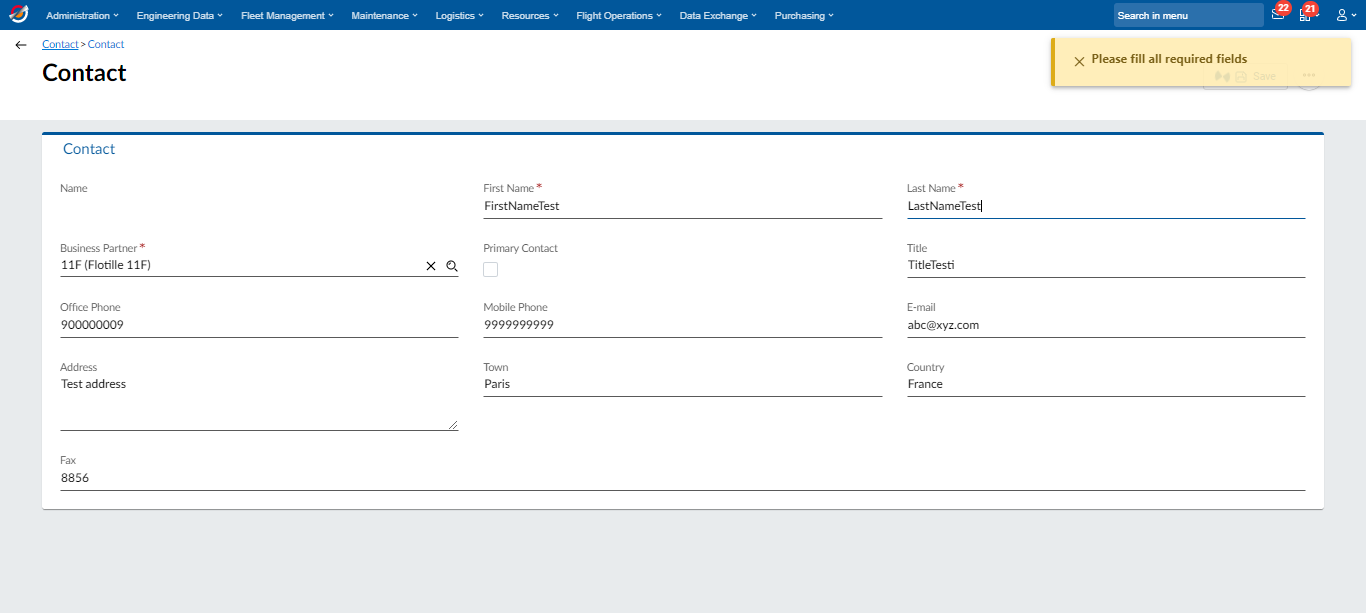 Administration Engineering Data Fleet Management Maintenance Logistics Resources Flight Operations Data Exchange Purchasing Search in menu 22 21
Contact > Contact
Contact
Please fill all required fields
Save
Contact
Name First Name * Last Name *
FirstNameTest LastNameTest
Business Partner * Primary Contact Title
11F (Flotille 11F) TitleTesti
Office Phone Mobile Phone E-mail
900000009 9999999999 abc@xyz.com
Address Town Country
Test address Paris France
Fax
8856